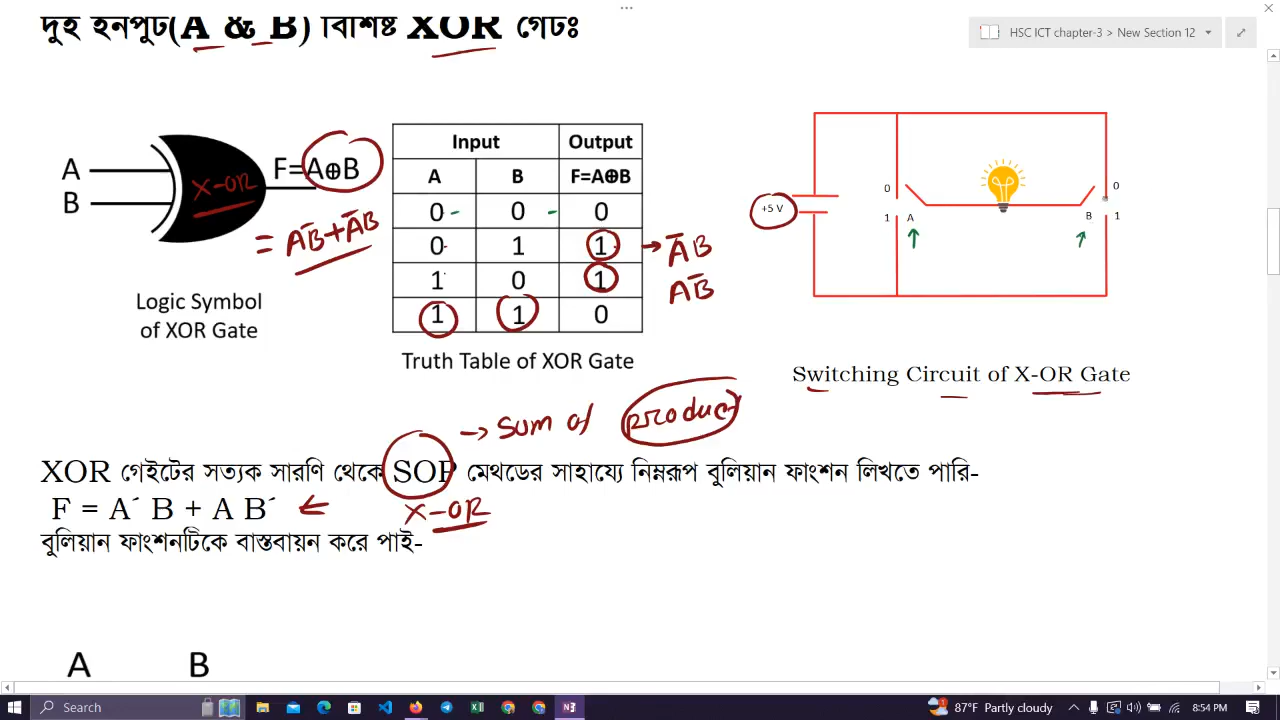 দুই ইনপুট(A & B) বিশিষ্ট XOR গেটঃ
HSC ICT chapter-3 > New Section 12
A
B
X-OR
F=A⊕B
= AB̅+A̅B
Logic Symbol
of XOR Gate
Input Output
A B F=A⊕B
0 0 0
0 1 1 → A̅B
1 0 1 AB̅
1 1 0
Truth Table of XOR Gate
+5 V
0 0
1 A B 1
Switching Circuit of X-OR Gate
→ Sum of product
XOR গেইটের সত্যক সারণি থেকে SOP মেথডের সাহায্যে নিম্নরূপ বুলিয়ান ফাংশন লিখতে পারি-
F = A´ B + A B´ ←
X-OR
বুলিয়ান ফাংশনটিকে বাস্তবায়ন করে পাই-
A B
Search
87°F Partly cloudy
8:54 PM